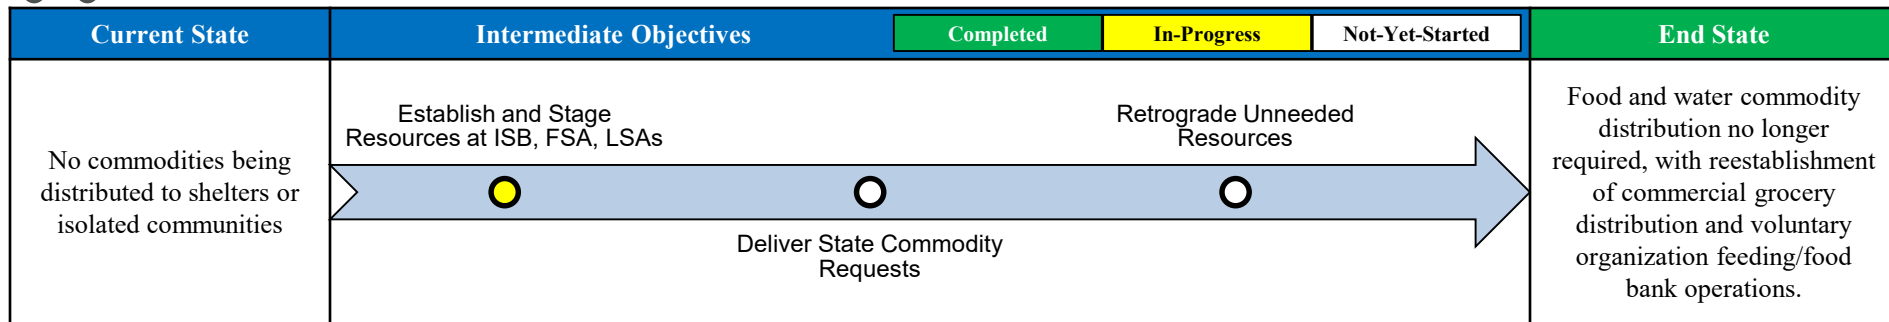 Current State
Intermediate Objectives
Completed
In-Progress
Not-Yet-Started
End State
No commodities being
distributed to shelters or
isolated communities
Establish and Stage
Resources at ISB, FSA, LSAs
Deliver State Commodity
Requests
Retrograde Unneeded
Resources
Food and water commodity
distribution no longer
required, with reestablishment
of commercial grocery
distribution and voluntary
organization feeding/food
bank operations.